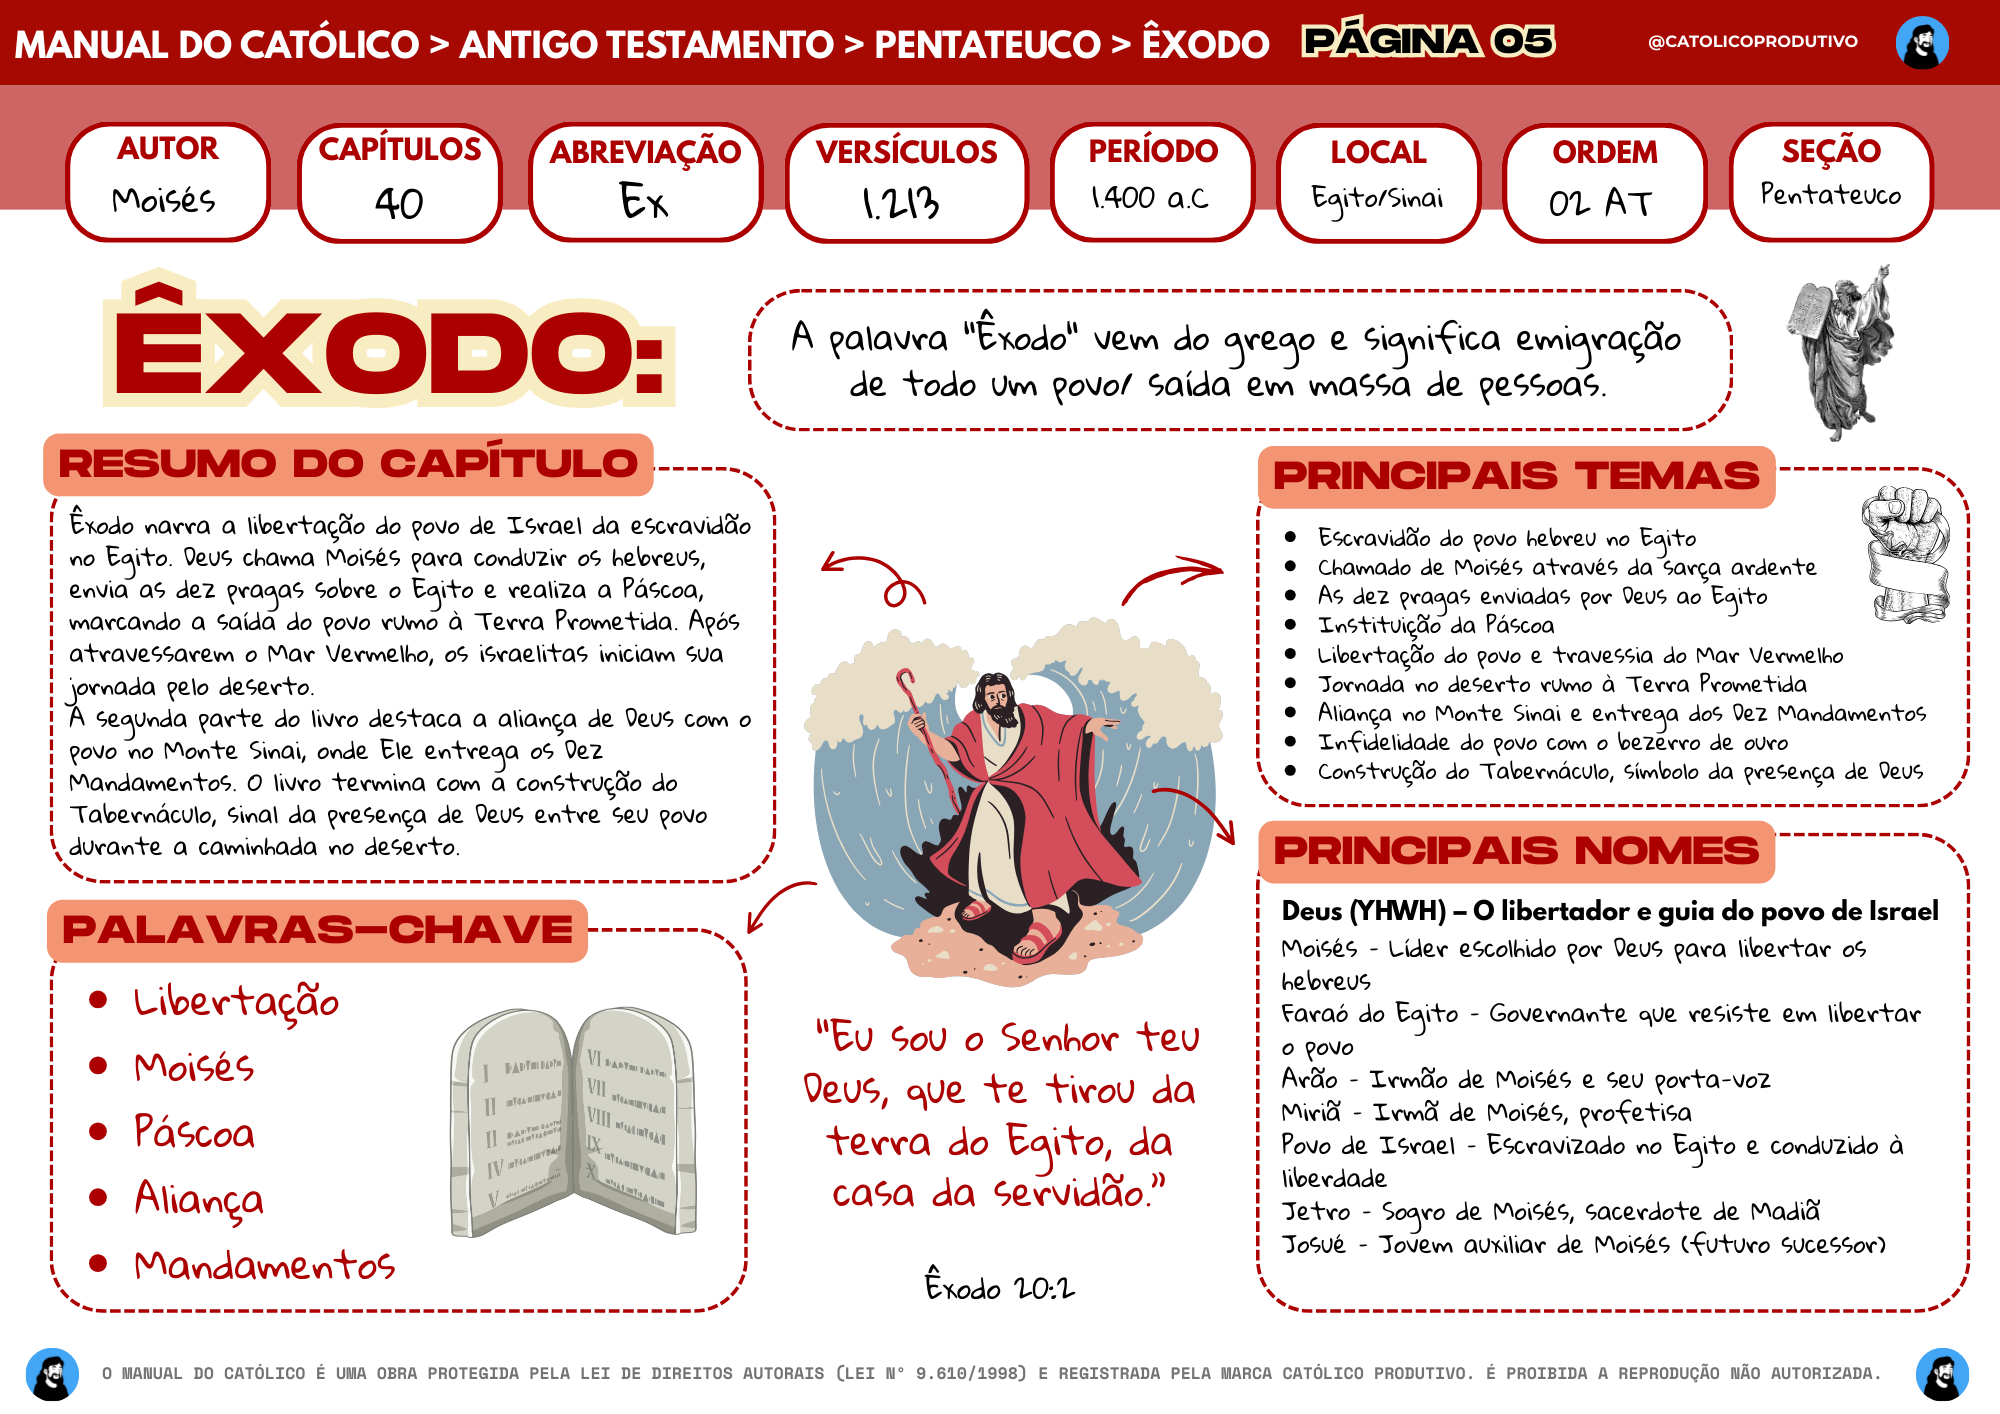 MANUAL DO CATÓLICO > ANTIGO TESTAMENTO > PENTATEUCO > ÊXODO
PÁGINA 05
@CATOLICOPRODUTIVO
AUTOR
Moisés
CAPÍTULOS
40
ABREVIAÇÃO
Ex
VERSÍCULOS
1.213
PERÍODO
1.400 a.C
LOCAL
Egito/Sinai
ORDEM
02 AT
SEÇÃO
Pentateuco
ÊXODO:
A palavra "Êxodo" vem do grego e significa emigração
de todo um povo/ saída em massa de pessoas.
RESUMO DO CAPÍTULO
Êxodo narra a libertação do povo de Israel da escravidão
no Egito. Deus chama Moisés para conduzir os hebreus,
envia as dez pragas sobre o Egito e realiza a Páscoa,
marcando a saída do povo rumo à Terra Prometida. Após
atravessarem o Mar Vermelho, os israelitas iniciam sua
jornada pelo deserto.
A segunda parte do livro destaca a aliança de Deus com o
povo no Monte Sinai, onde Ele entrega os Dez
Mandamentos. O livro termina com a construção do
Tabernáculo, sinal da presença de Deus entre seu povo
durante a caminhada no deserto.
PRINCIPAIS TEMAS
• Escravidão do povo hebreu no Egito
• Chamado de Moisés através da sarça ardente
• As dez pragas enviadas por Deus ao Egito
• Instituição da Páscoa
• Libertação do povo e travessia do Mar Vermelho
• Jornada no deserto rumo à Terra Prometida
• Aliança no Monte Sinai e entrega dos Dez Mandamentos
• Infidelidade do povo com o bezerro de ouro
• Construção do Tabernáculo, símbolo da presença de Deus
PALAVRAS-CHAVE
• Libertação
• Moisés
• Páscoa
• Aliança
• Mandamentos
I
II
II
IV
V
VI
VII
VIII
IX
X
"Eu sou o Senhor teu
Deus, que te tirou da
terra do Egito, da
casa da servidão.”
Êxodo 20:2
PRINCIPAIS NOMES
Deus (YHWH) – O libertador e guia do povo de Israel
Moisés - Líder escolhido por Deus para libertar os
hebreus
Faraó do Egito - Governante que resiste em libertar
o povo
Arão - Irmão de Moisés e seu porta-voz
Miriã - Irmã de Moisés, profetisa
Povo de Israel - Escravizado no Egito e conduzido à
liberdade
Jetro - Sogro de Moisés, sacerdote de Madiã
Josué - Jovem auxiliar de Moisés (futuro sucessor)
O MANUAL DO CATÓLICO É UMA OBRA PROTEGIDA PELA LEI DE DIREITOS AUTORAIS (LEI Nº 9.610/1998) E REGISTRADA PELA MARCA CATÓLICO PRODUTIVO. É PROIBIDA A REPRODUÇÃO NÃO AUTORIZADA.